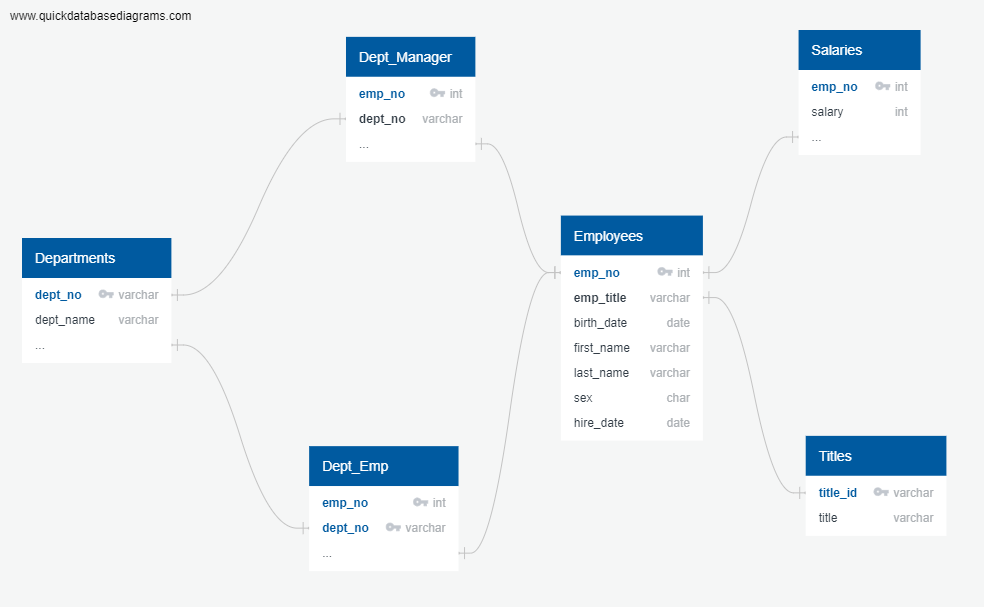 www.quickdatabasediagrams.com
Dept_Manager
emp_no int
dept_no varchar
...
Salaries
emp_no int
salary int
...
Departments
dept_no varchar
dept_name varchar
...
Employees
emp_no int
emp_title varchar
birth_date date
first_name varchar
last_name varchar
sex char
hire_date date
Dept_Emp
emp_no int
dept_no varchar
...
Titles
title_id varchar
title varchar